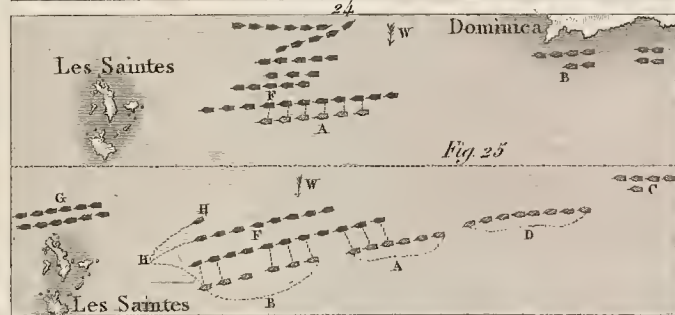 24
W
Dominica
Les Saintes
B
F
A
Fig. 25
W
C
G
H
F
D
H
A
B
Les Saintes